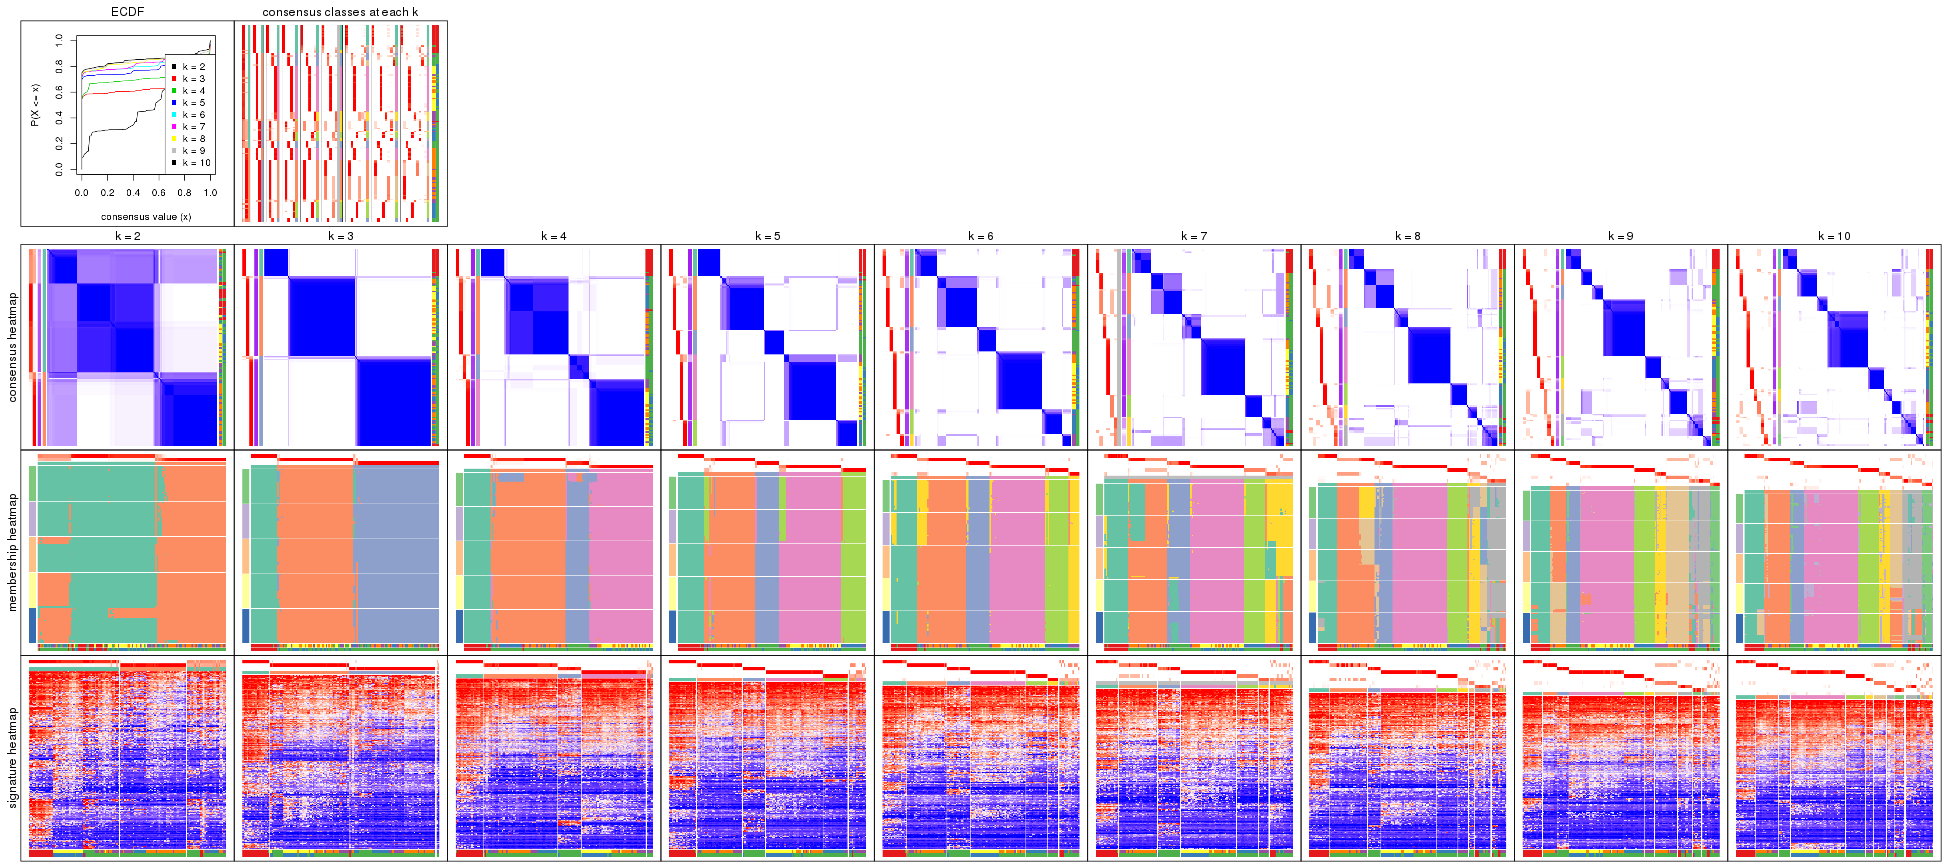 ECDF
consensus classes at each k
P(X <= x)
0.0
0.2
0.4
0.6
0.8
1.0
k = 2
k = 3
k = 4
k = 5
k = 6
k = 7
k = 8
k = 9
k = 10
0.0 0.2 0.4 0.6 0.8 1.0
consensus value (x)
k = 2 k = 3 k = 4 k = 5 k = 6 k = 7 k = 8 k = 9 k = 10
consensus heatmap
membership heatmap
signature heatmap